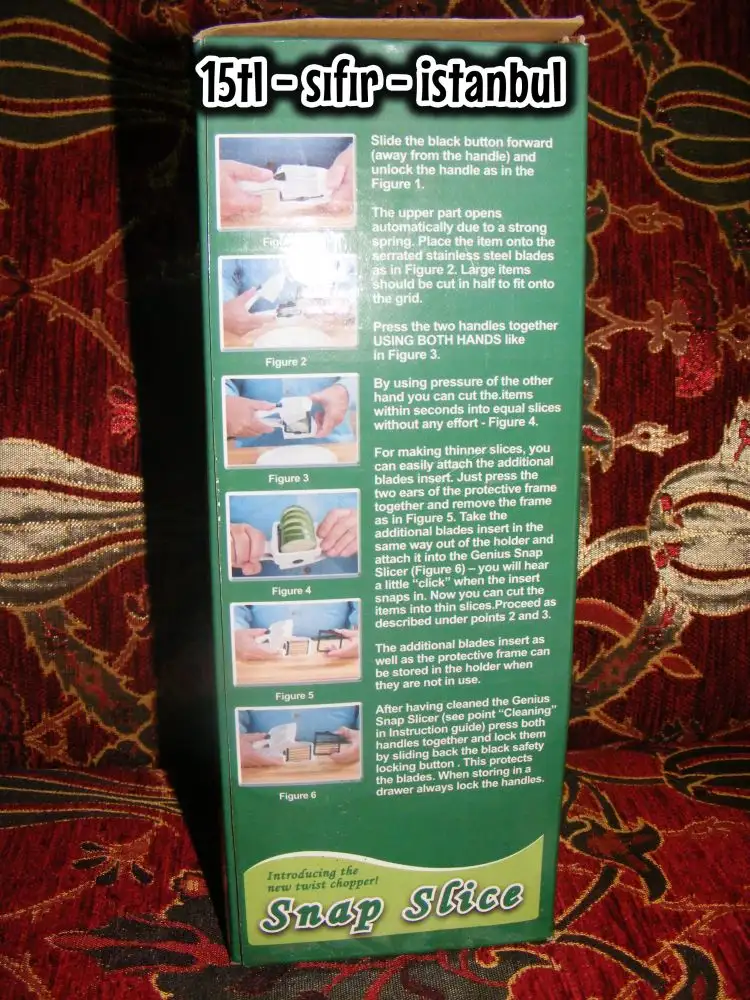 15tl - sıfır - istanbul
Slide the black button forward
(away from the handle) and
unlock the handle as in the
Figure 1.
The upper part opens
automatically due to a strong
spring. Place the item onto the
serrated stainless steel blades
as in Figure 2. Large items
should be cut in half to fit onto
the grid.
Figure 2
Press the two handles together
USING BOTH HANDS like
in Figure 3.
By using pressure of the other
hand you can cut the.items
within seconds into equal slices
without any effort - Figure 4.
Figure 3
For making thinner slices, you
can easily attach the additional
blades insert. Just press the
two ears of the protective frame
together and remove the frame
as in Figure 5. Take the
additional blades insert in the
same way out of the holder and
attach it into the Genius Snap
Slicer (Figure 6) – you will hear
a little “click” when the insert
snaps in. Now you can cut the
items into thin slices.Proceed as
described under points 2 and 3.
Figure 4
The additional blades insert as
well as the protective frame can
be stored in the holder when
they are not in use.
Figure 5
After having cleaned the Genius
Snap Slicer (see point “Cleaning”
in Instruction guide) press both
handles together and lock them
by sliding back the black safety
locking button . This protects
the blades. When storing in a
drawer always lock the handles.
Figure 6
Introducing the
new twist chopper!
Snap Slice